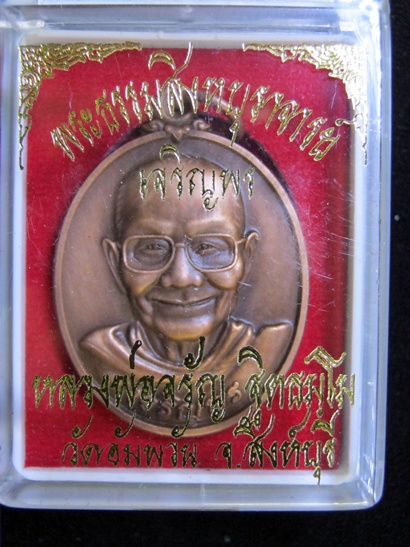 พระธรรมสิงหบุราจารย์
เจริญพร
หลวงพ่อจรัญ ฐิตธมฺโม
วัดอัมพวัน จ.สิงห์บุรี